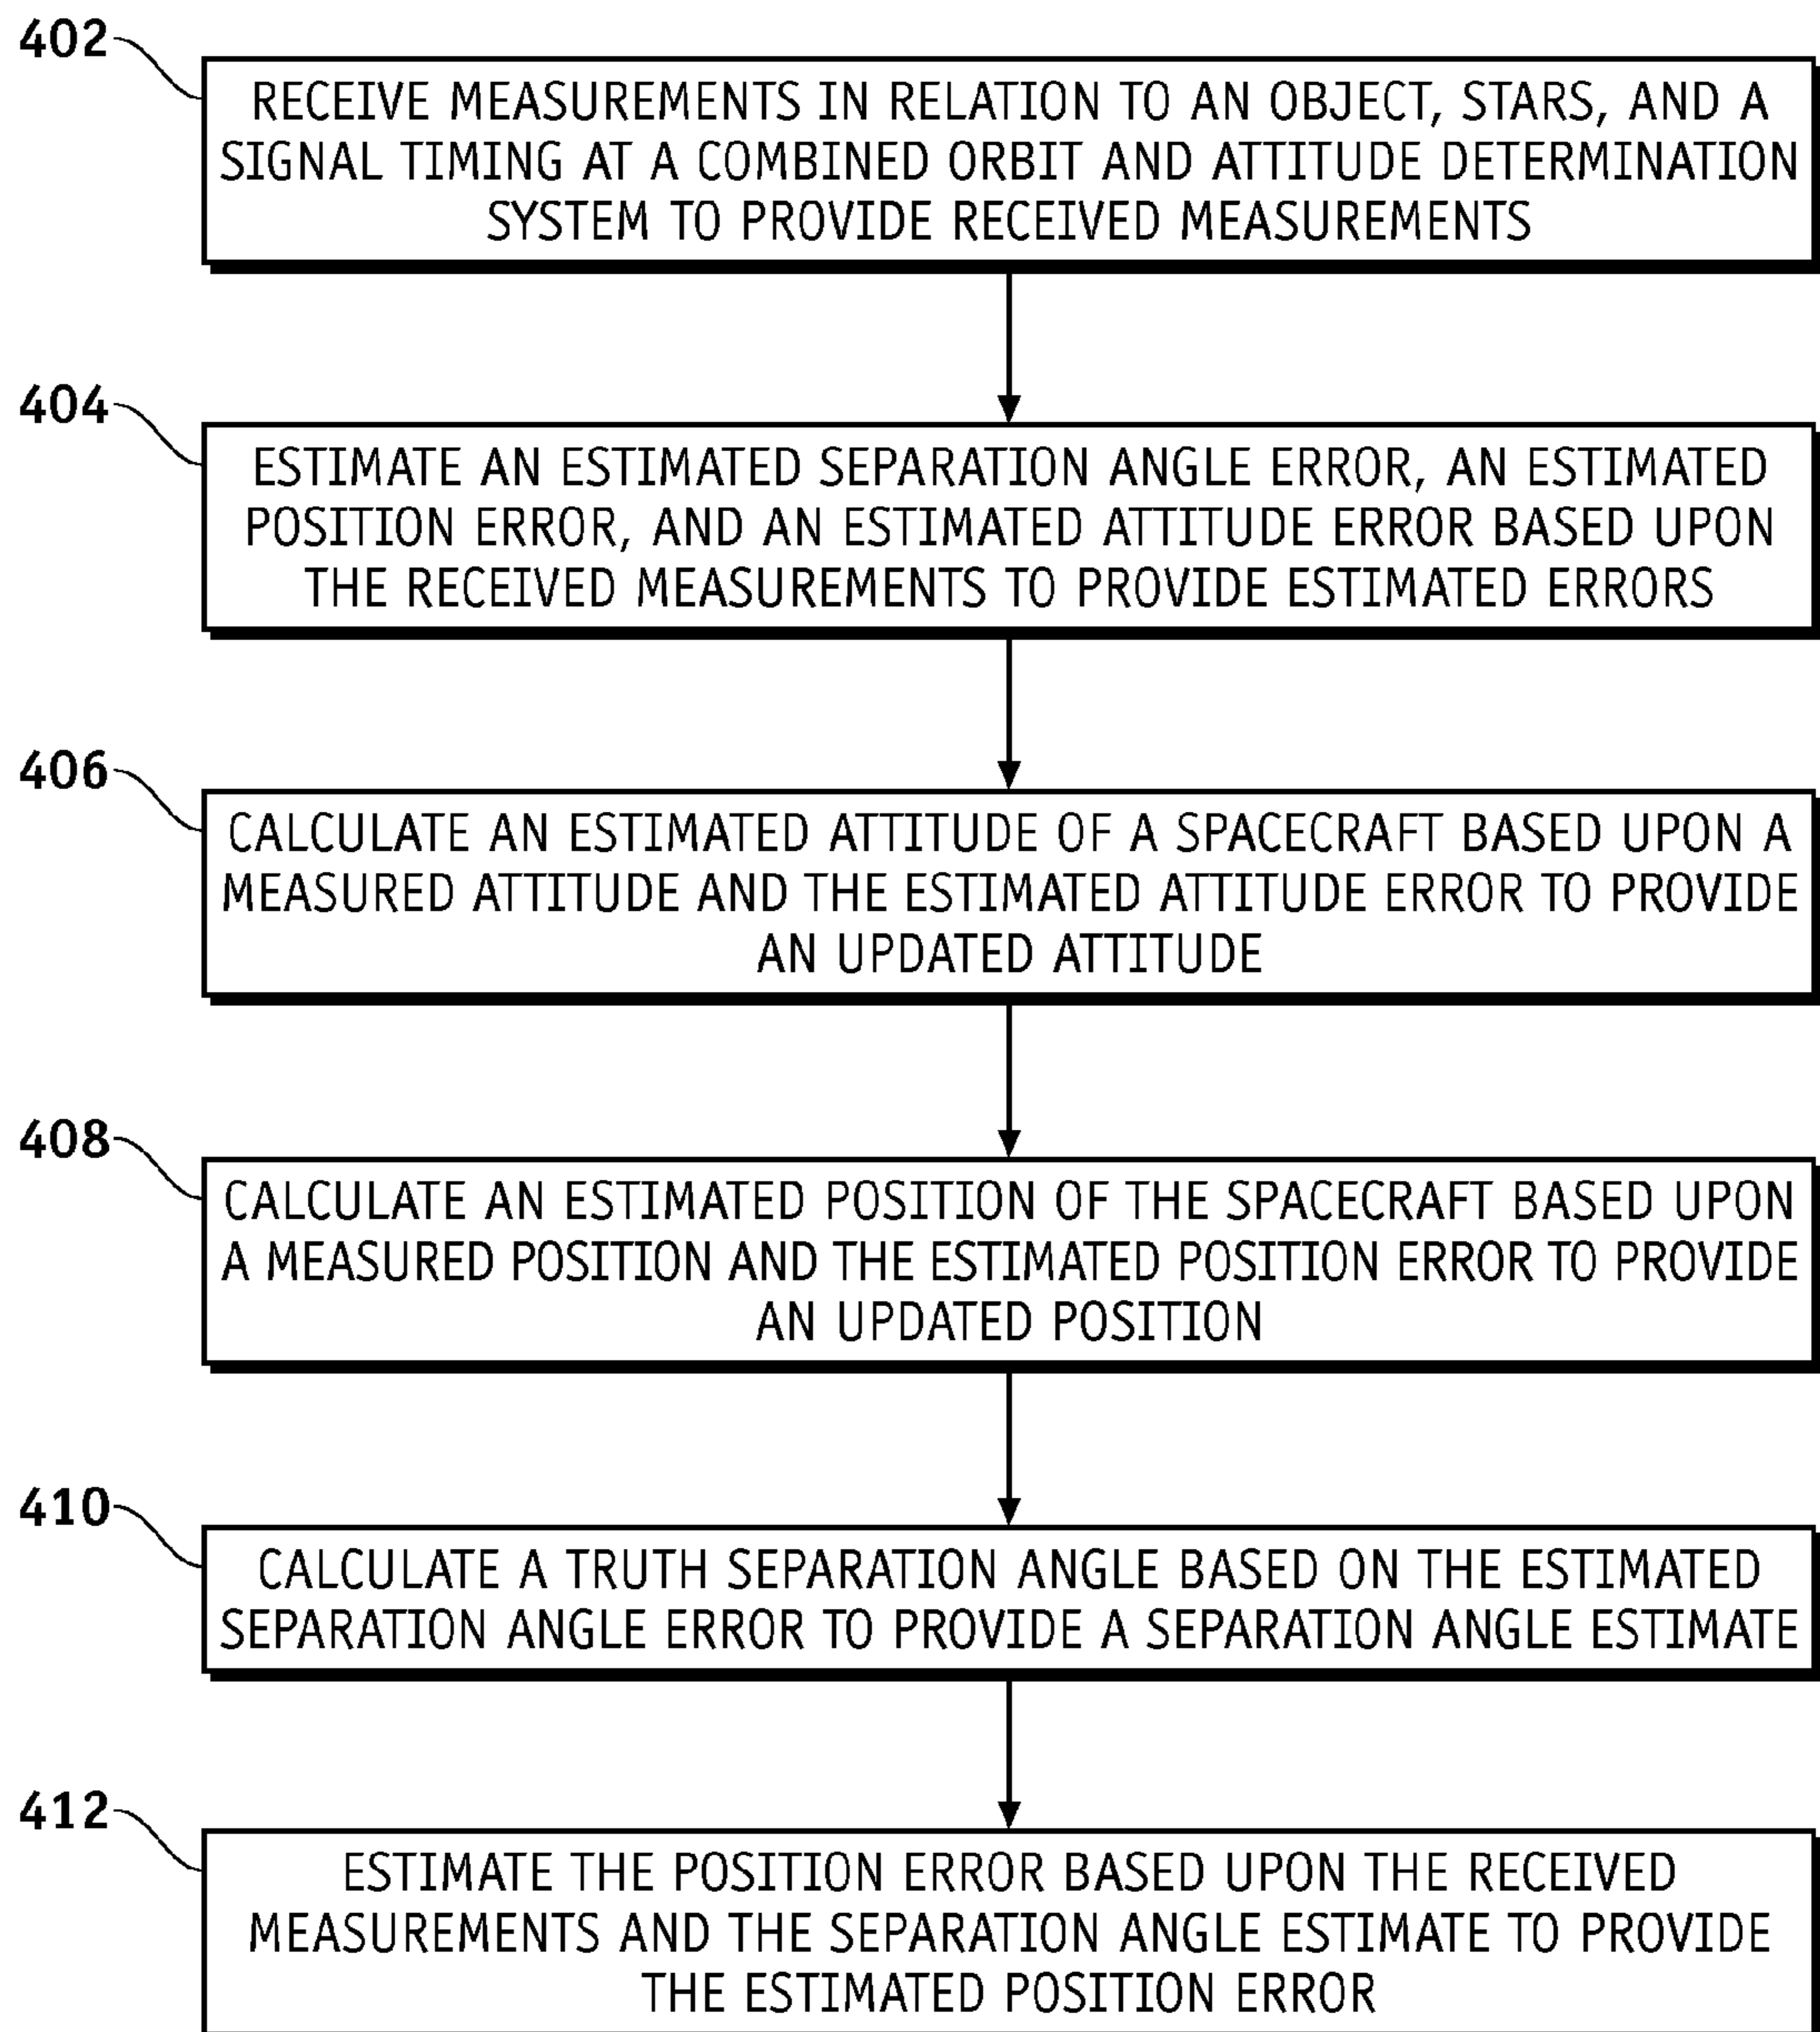 402
RECEIVE MEASUREMENTS IN RELATION TO AN OBJECT, STARS, AND A
SIGNAL TIMING AT A COMBINED ORBIT AND ATTITUDE DETERMINATION
SYSTEM TO PROVIDE RECEIVED MEASUREMENTS
404
ESTIMATE AN ESTIMATED SEPARATION ANGLE ERROR, AN ESTIMATED
POSITION ERROR, AND AN ESTIMATED ATTITUDE ERROR BASED UPON
THE RECEIVED MEASUREMENTS TO PROVIDE ESTIMATED ERRORS
406
CALCULATE AN ESTIMATED ATTITUDE OF A SPACECRAFT BASED UPON A
MEASURED ATTITUDE AND THE ESTIMATED ATTITUDE ERROR TO PROVIDE
AN UPDATED ATTITUDE
408
CALCULATE AN ESTIMATED POSITION OF THE SPACECRAFT BASED UPON
A MEASURED POSITION AND THE ESTIMATED POSITION ERROR TO PROVIDE
AN UPDATED POSITION
410
CALCULATE A TRUTH SEPARATION ANGLE BASED ON THE ESTIMATED
SEPARATION ANGLE ERROR TO PROVIDE A SEPARATION ANGLE ESTIMATE
412
ESTIMATE THE POSITION ERROR BASED UPON THE RECEIVED
MEASUREMENTS AND THE SEPARATION ANGLE ESTIMATE TO PROVIDE
THE ESTIMATED POSITION ERROR